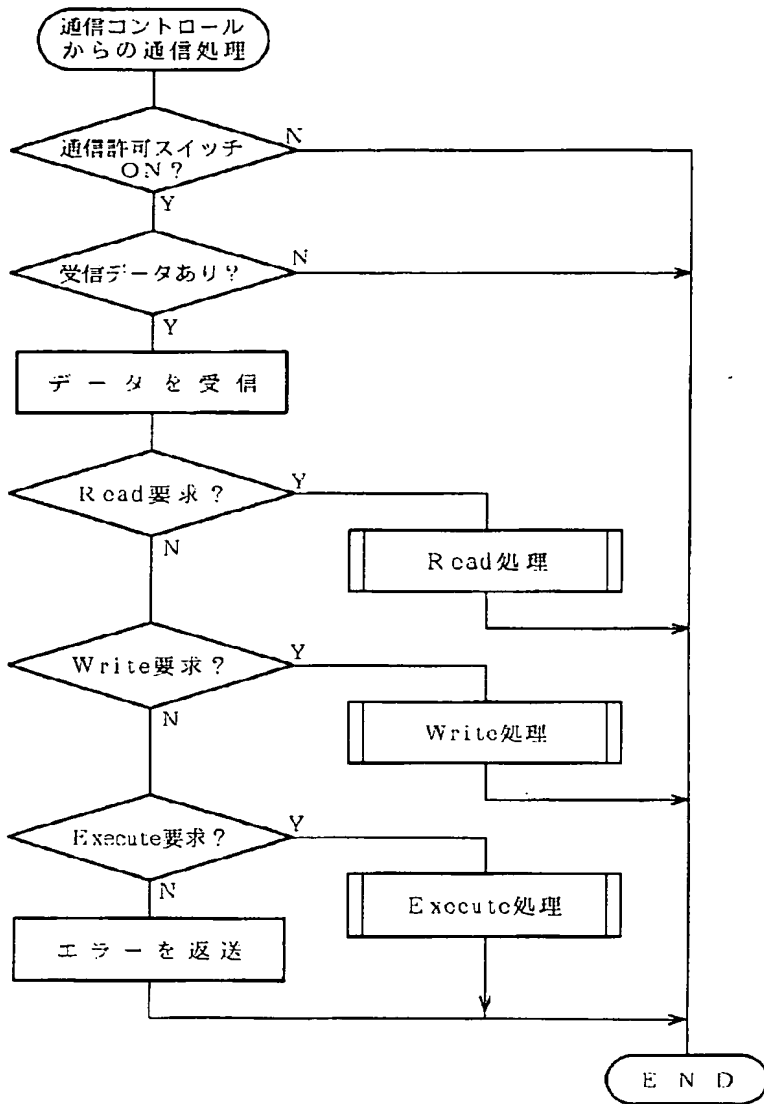 通信コントロール
からの通信処理
通信許可スイッチ
ON?
N
Y
受信データあり?
N
Y
データを受信
Read要求?
Y
N
Read処理
Write要求?
Y
N
Write処理
Execute要求?
Y
N
Execute処理
エラーを返送
END